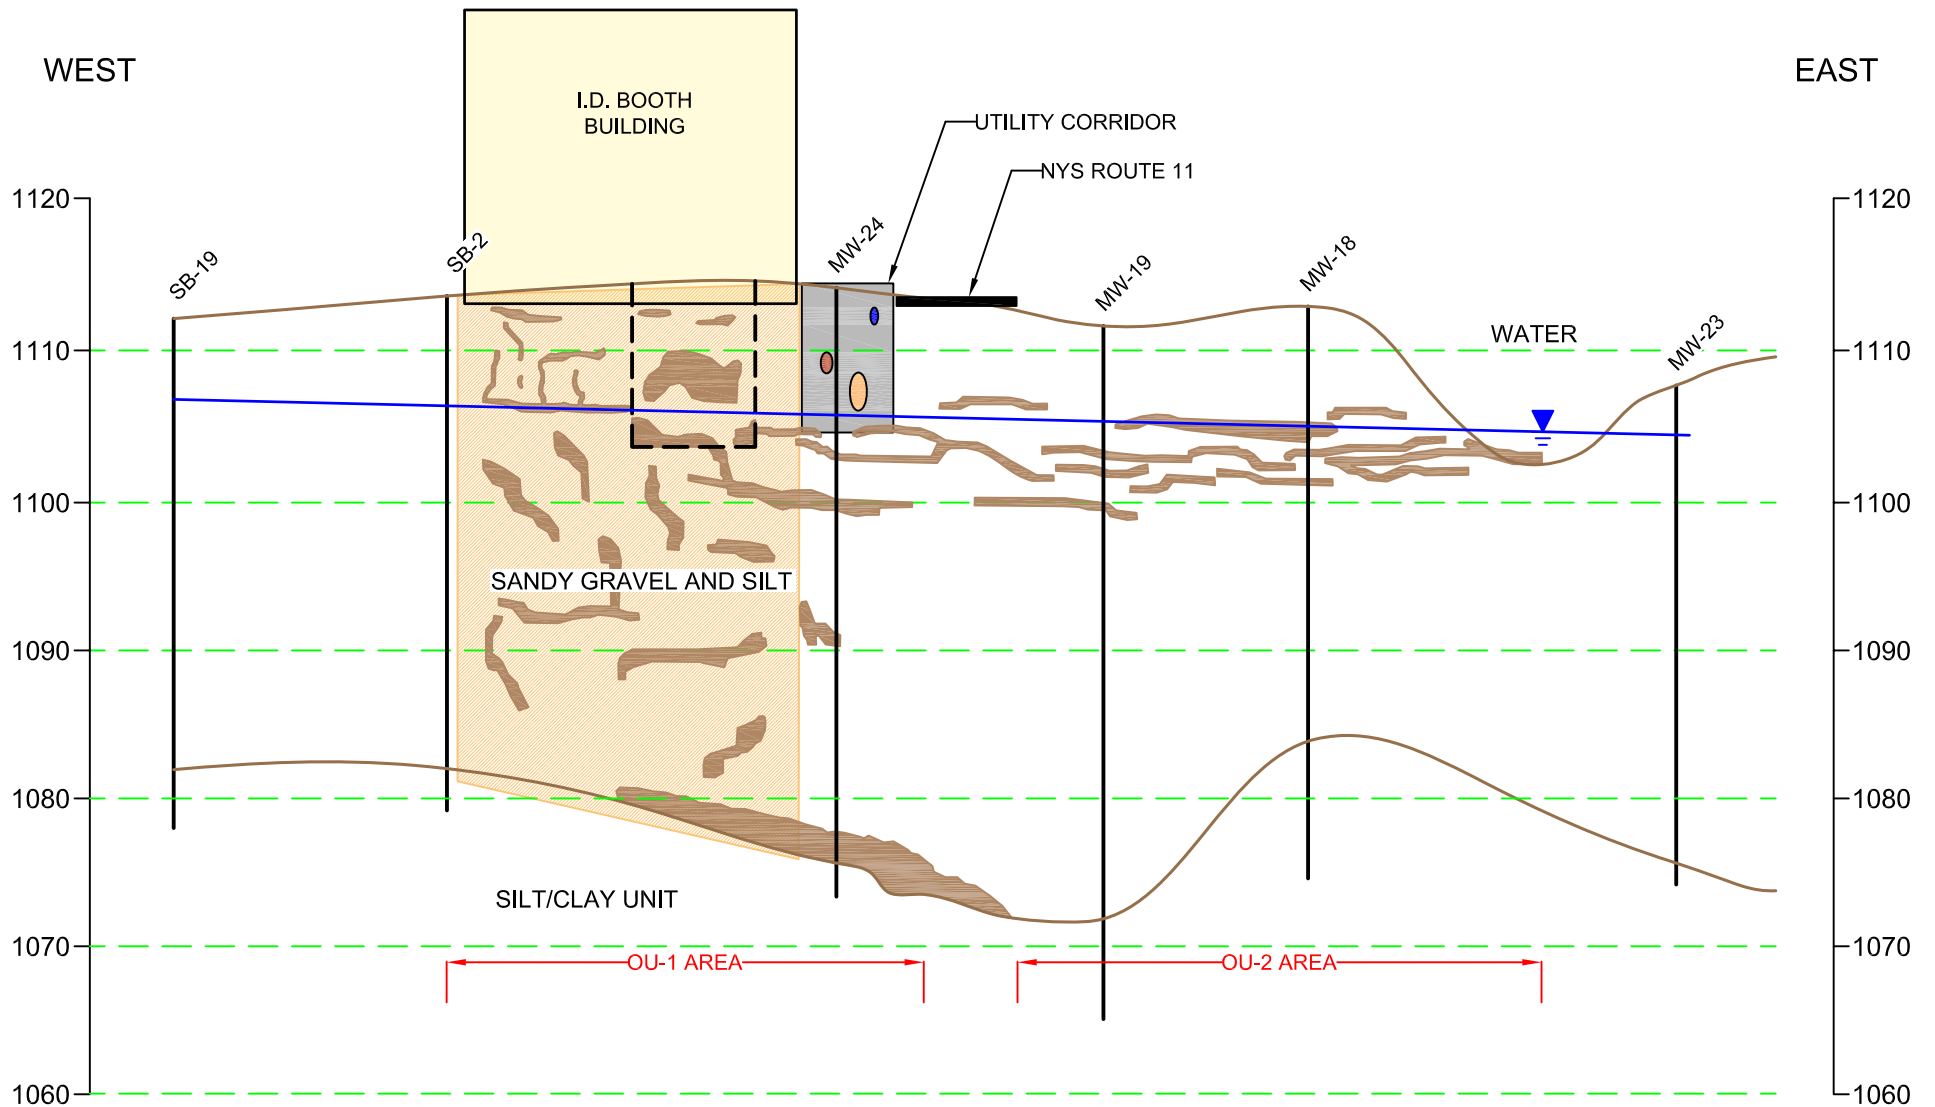 WEST
EAST
I.D. BOOTH
BUILDING
UTILITY CORRIDOR
NYS ROUTE 11
1120
1120
SB-19
SB-2
MW-24
MW-19
MW-18
WATER
MW-23
1110
1110
1100
1100
SANDY GRAVEL AND SILT
1090
1090
1080
1080
SILT/CLAY UNIT
1070
1070
OU-1 AREA
OU-2 AREA
1060
1060